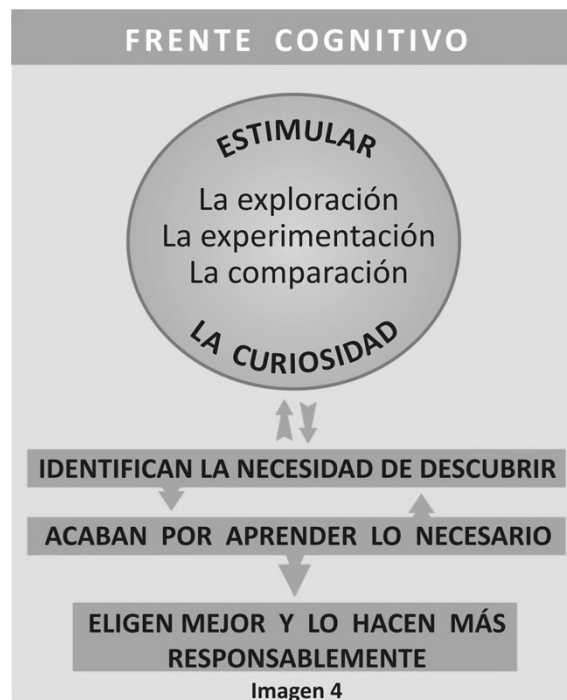 FRENTE COGNITIVO
ESTIMULAR
La exploración
La experimentación
La comparación
LA CURIOSIDAD
IDENTIFICAN LA NECESIDAD DE DESCUBRIR
ACABAN POR APRENDER LO NECESARIO
ELIGEN MEJOR Y LO HACEN MÁS
RESPONSABLEMENTE
Imagen 4